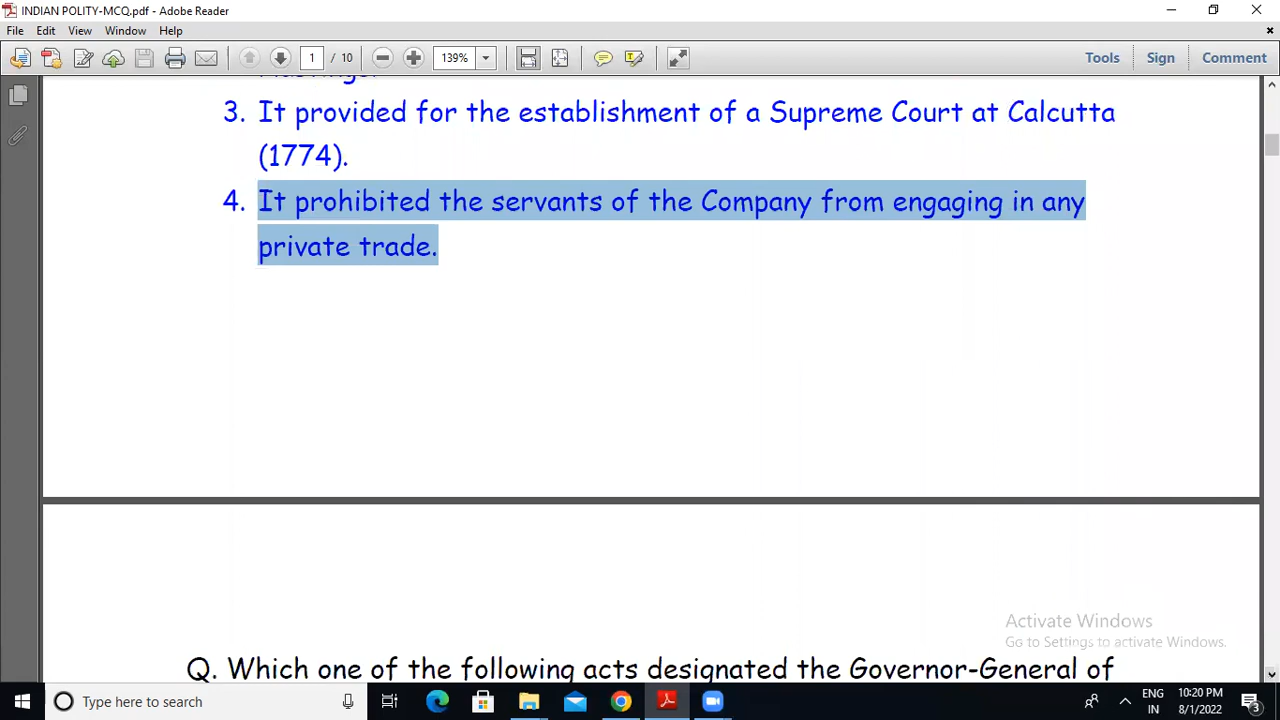 INDIAN POLITY-MCQ.pdf - Adobe Reader
File Edit View Window Help
1 / 10 139% Tools Sign Comment
3. It provided for the establishment of a Supreme Court at Calcutta
(1774).
4. It prohibited the servants of the Company from engaging in any
private trade.
Activate Windows
Go to Settings to activate Windows.
Q. Which one of the following acts designated the Governor-General of
Type here to search
ENG
IN
10:20 PM
8/1/2022
3